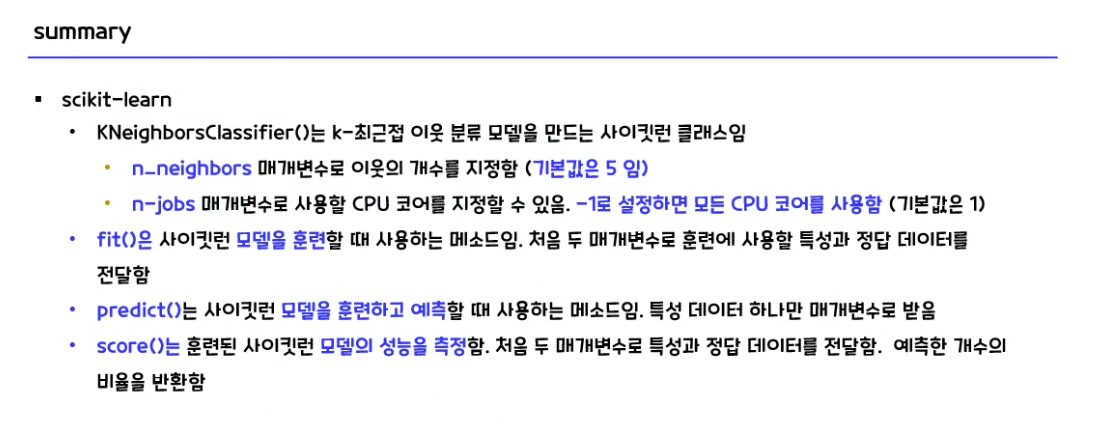 summary
▪ scikit-learn
• KNeighborsClassifier()는 k-최근접 이웃 분류 모델을 만드는 사이킷런 클래스임
• n_neighbors 매개변수로 이웃의 개수를 지정함 (기본값은 5 임)
• n-jobs 매개변수로 사용할 CPU 코어를 지정할 수 있음. -1로 설정하면 모든 CPU 코어를 사용함 (기본값은 1)
• fit()은 사이킷런 모델을 훈련할 때 사용하는 메소드임. 처음 두 매개변수로 훈련에 사용할 특성과 정답 데이터를
전달함
• predict()는 사이킷런 모델을 훈련하고 예측할 때 사용하는 메소드임. 특성 데이터 하나만 매개변수로 받음
• score()는 훈련된 사이킷런 모델의 성능을 측정함. 처음 두 매개변수로 특성과 정답 데이터를 전달함. 예측한 개수의
비율을 반환함